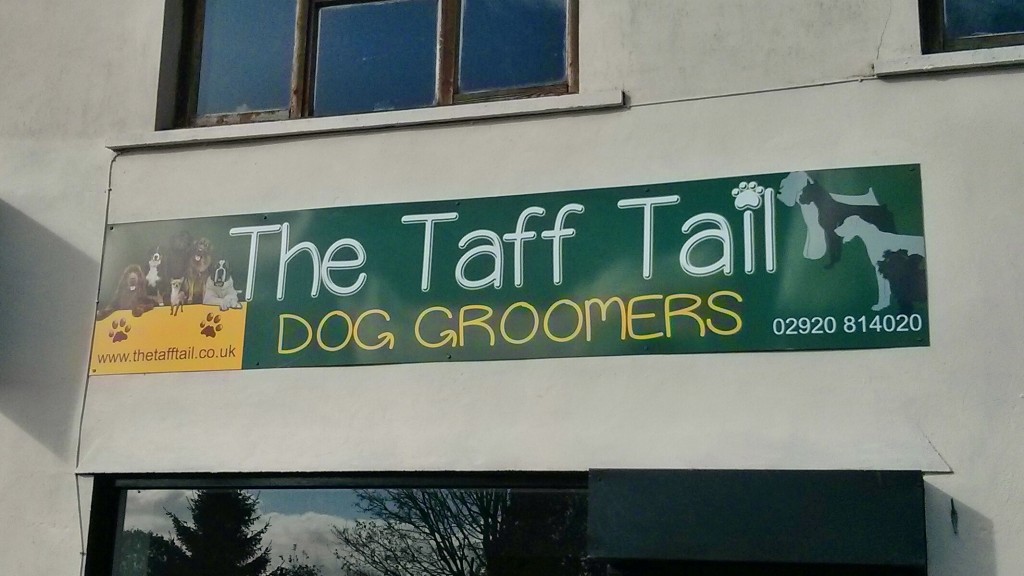 The Taff Tail
DOG GROOMERS
www.thetafftail.co.uk
02920 814020